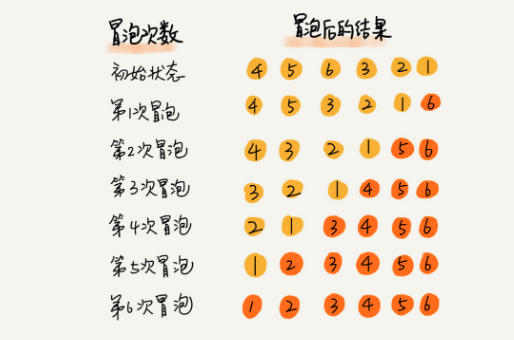 冒泡次数 冒泡后的结果
初始状态 4 5 6 3 2 1
第1次冒泡 4 5 3 2 1 6
第2次冒泡 4 3 2 1 5 6
第3次冒泡 3 2 1 4 5 6
第4次冒泡 2 1 3 4 5 6
第5次冒泡 1 2 3 4 5 6
第6次冒泡 1 2 3 4 5 6